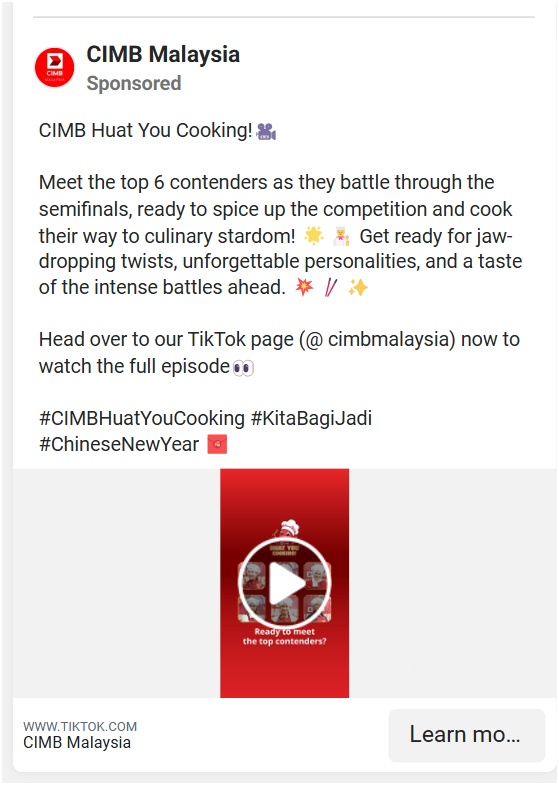 CIMB
MALAYSIA
CIMB Malaysia
Sponsored
CIMB Huat You Cooking!🎥
Meet the top 6 contenders as they battle through the
semifinals, ready to spice up the competition and cook
their way to culinary stardom! 🌟 🧑‍🍳 Get ready for jaw-
dropping twists, unforgettable personalities, and a taste
of the intense battles ahead. 💥 🥢 ✨
Head over to our TikTok page (@ cimbmalaysia) now to
watch the full episode👀
#CIMBHuatYouCooking #KitaBagiJadi
#ChineseNewYear 🧧
HUAT YOU
COOKING!
Ready to meet
the top contenders?
WWW.TIKTOK.COM
CIMB Malaysia
Learn mo...